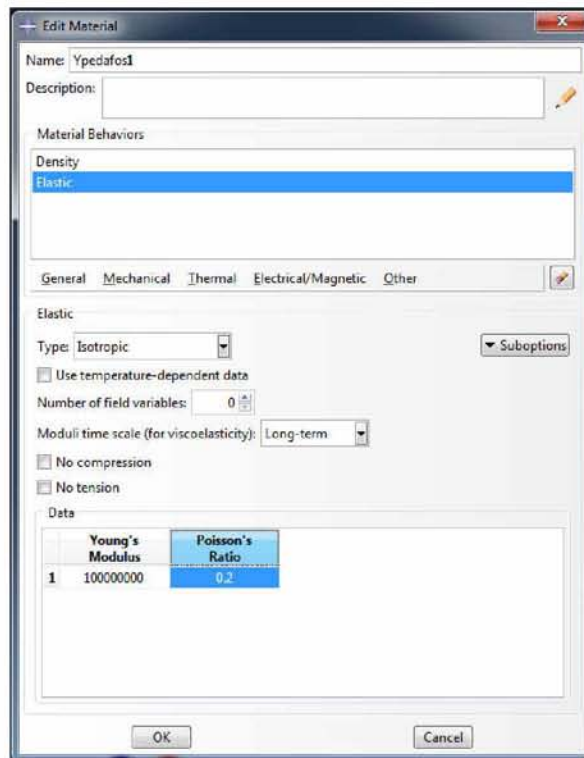 Edit Material
Name: Ypedafos1
Description:
Material Behaviors
Density
Elastic
General Mechanical Thermal Electrical/Magnetic Other
Elastic
Type: Isotropic
Suboptions
Use temperature-dependent data
Number of field variables: 0
Moduli time scale (for viscoelasticity): Long-term
No compression
No tension
Data
Young's Poisson's
Modulus Ratio
1 100000000 0.2
OK Cancel